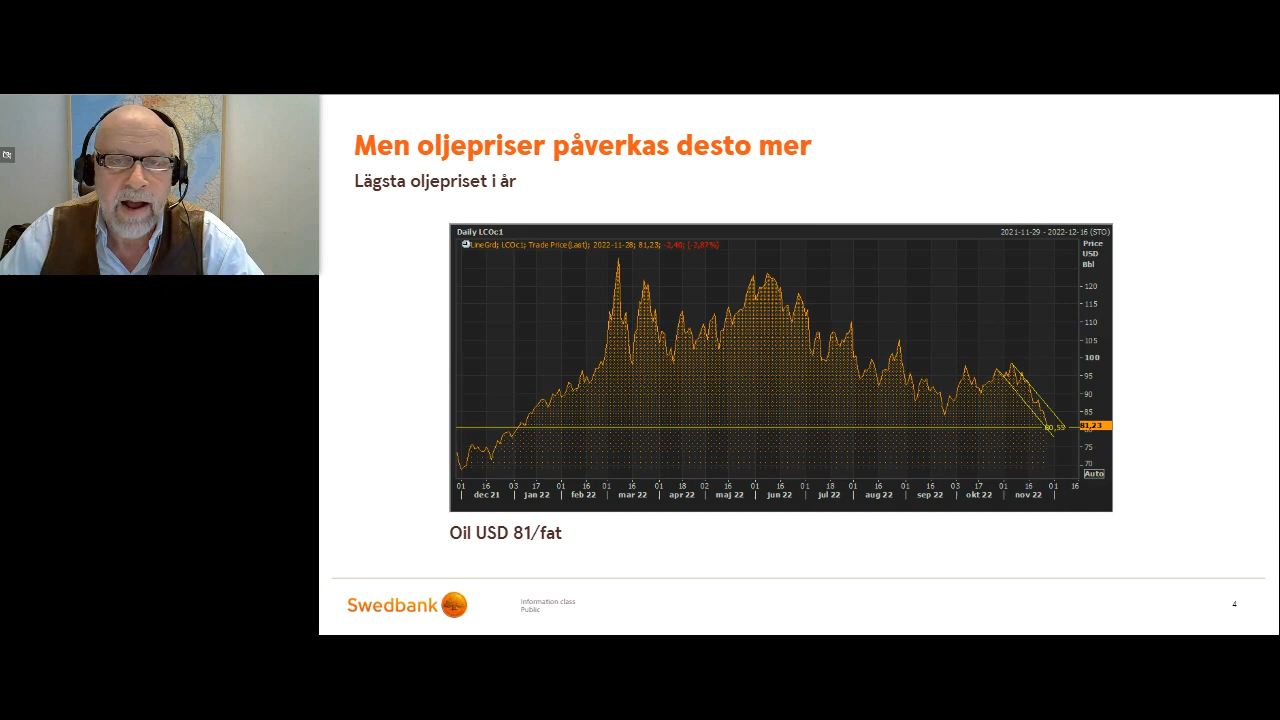 Men oljepriser påverkas desto mer
Lägsta oljepriset i år
Daily LCOc1
2021-11-29 - 2022-12-16 (STO)
LineGrd; LCOc1; Trade Price(Last); 2022-11-28; 81,23; -2,40; (-2,87%)
Price
USD
Bbl
120
115
110
105
100
95
90
85
81,23
80,55
75
70
Auto
01 16 03 17 01 16 01 16 01 18 02 16 01 16 01 18 01 16 01 16 03 17 01 16 01 16
dec 21 jan 22 feb 22 mar 22 apr 22 maj 22 jun 22 jul 22 aug 22 sep 22 okt 22 nov 22
Oil USD 81/fat
Swedbank
Information class
Public
4